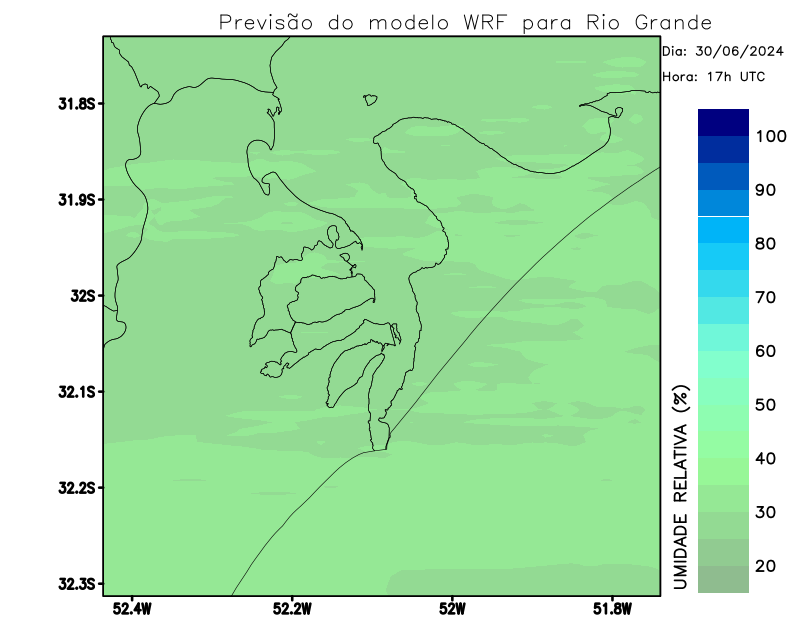 Previsão do modelo WRF para Rio Grande
Dia: 30/06/2024
Hora: 17h UTC
31.8S
31.9S
32S
32.1S
32.2S
32.3S
52.4W
52.2W
52W
51.8W
100
90
80
70
60
50
40
30
20
UMIDADE RELATIVA (%)